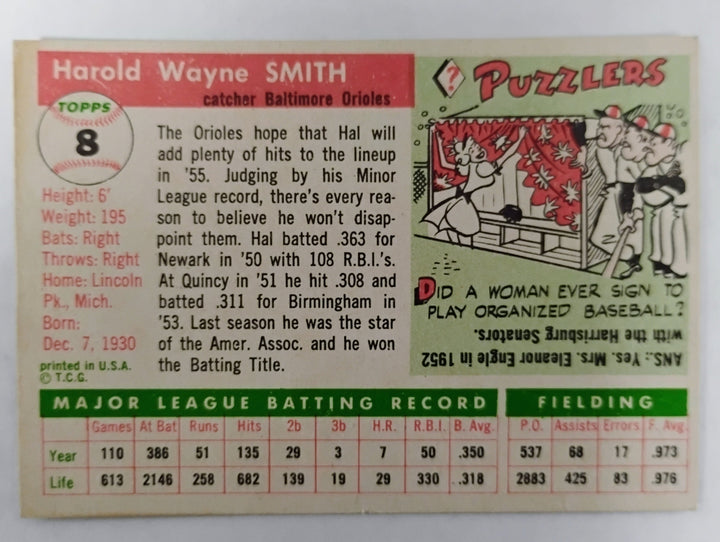 Harold Wayne SMITH
catcher Baltimore Orioles
TOPPS
8
Height: 6'
Weight: 195
Bats: Right
Throws: Right
Home: Lincoln
Pk., Mich.
Born:
Dec. 7, 1930
printed in U.S.A.
© T.C.G.
The Orioles hope that Hal will
add plenty of hits to the lineup
in '55. Judging by his Minor
League record, there's every rea-
son to believe he won't disap-
point them. Hal batted .363 for
Newark in '50 with 108 R.B.I.'s.
At Quincy in '51 he hit .308 and
batted .311 for Birmingham in
'53. Last season he was the star
of the Amer. Assoc. and he won
the Batting Title.
? PUZZLERS
DID A WOMAN EVER SIGN TO
PLAY ORGANIZED BASEBALL?
ANS.: Yes. Mrs. Eleanor Engle in 1952
with the Harrisburg Senators.
MAJOR LEAGUE BATTING RECORD FIELDING
Games At Bat Runs Hits 2b 3b H.R. R.B.I. B. Avg. P.O. Assists Errors F. Avg.
Year 110 386 51 135 29 3 7 50 .350 537 68 17 .973
Life 613 2146 258 682 139 19 29 330 .318 2883 425 83 .976